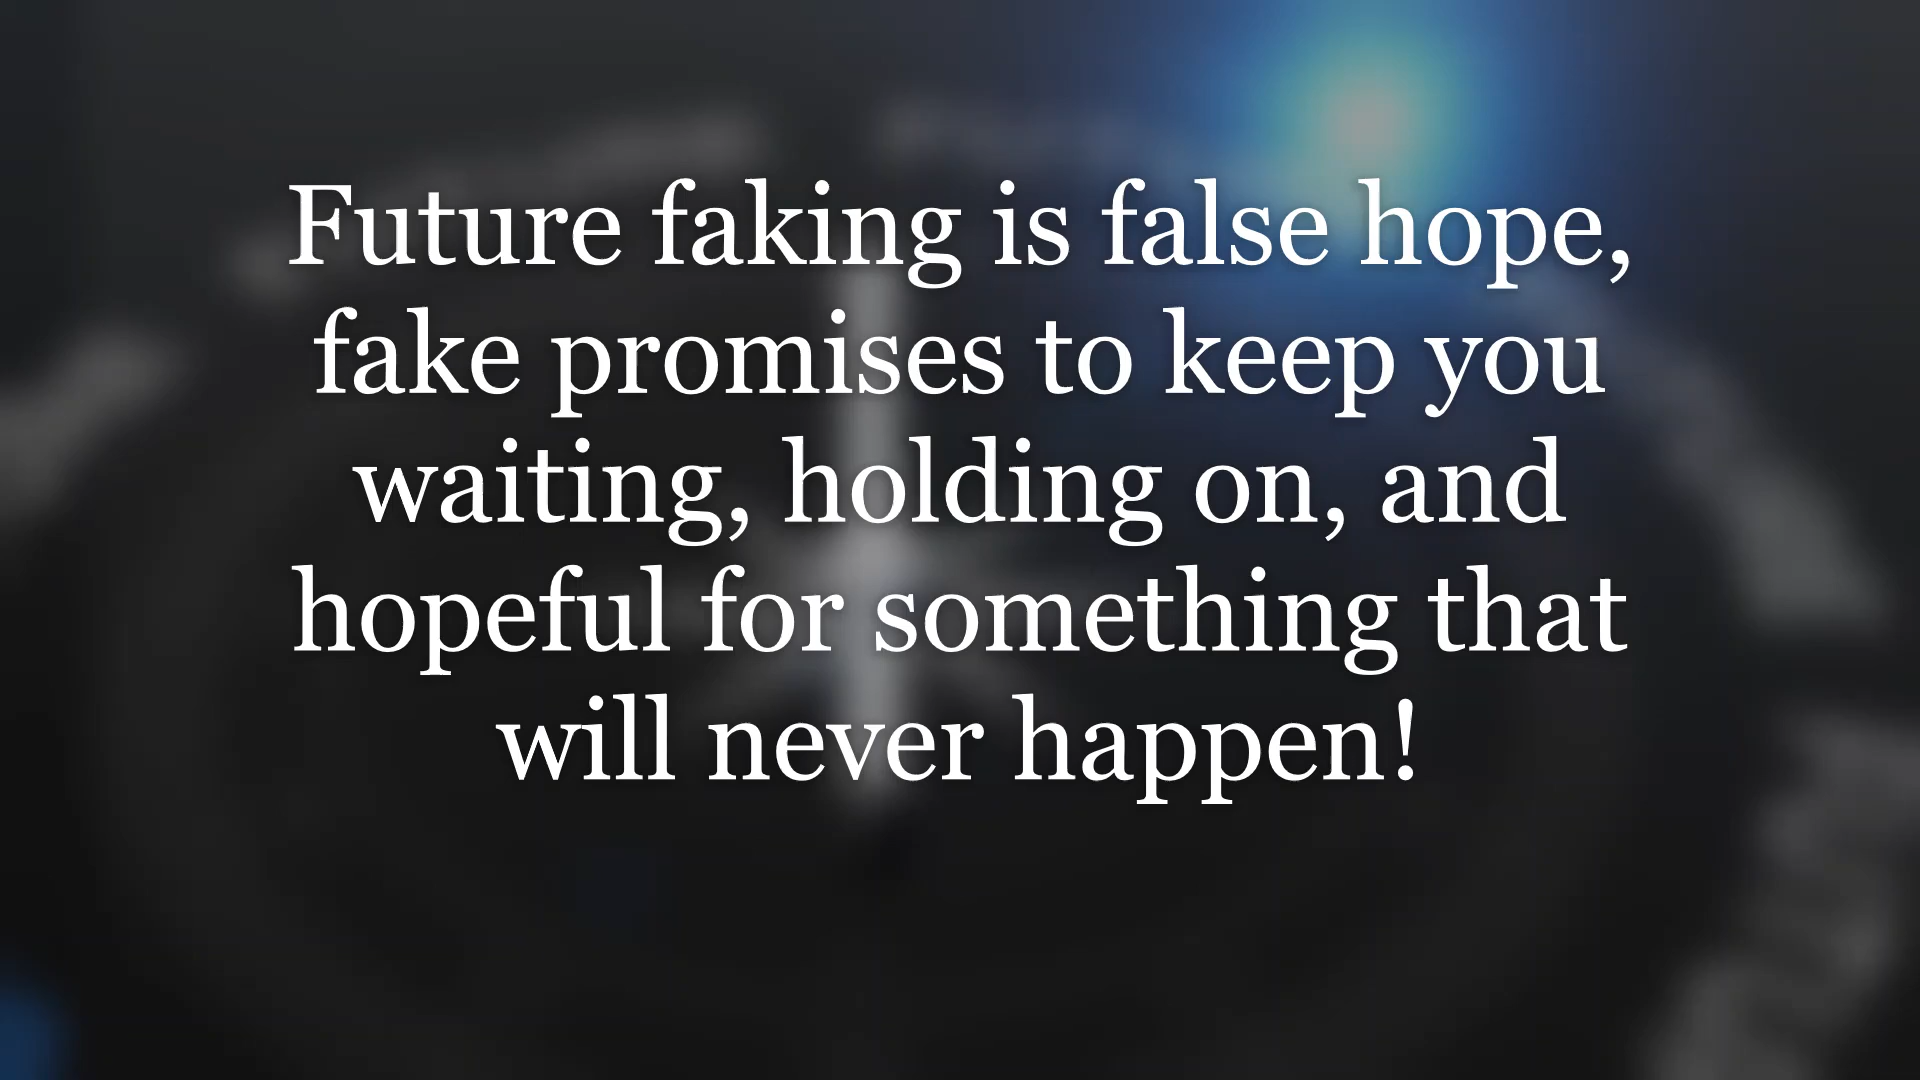 Future faking is false hope,
fake promises to keep you
waiting, holding on, and
hopeful for something that
will never happen!